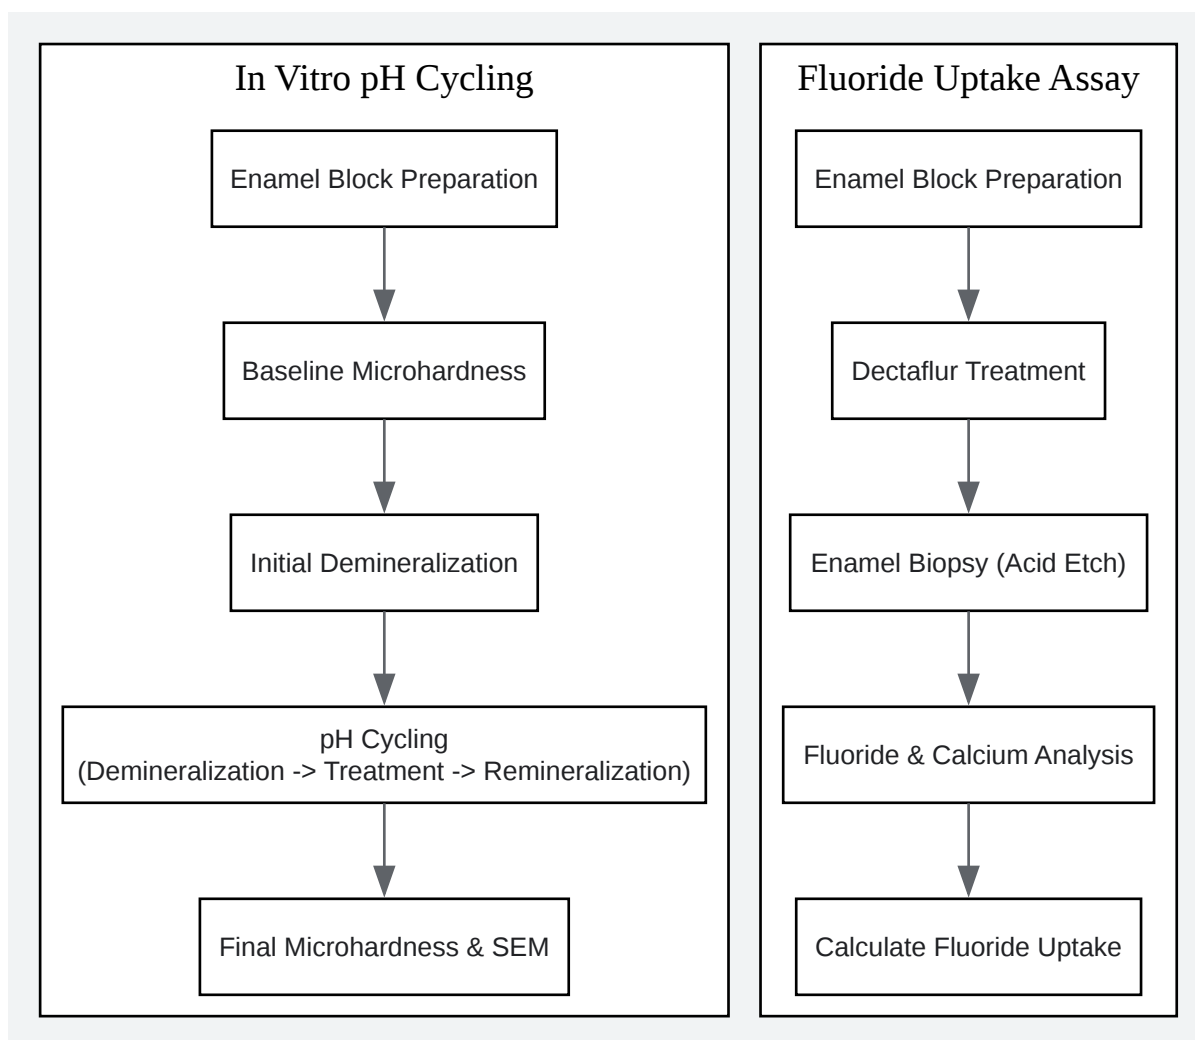 In Vitro pH Cycling
Enamel Block Preparation
Baseline Microhardness
Initial Demineralization
pH Cycling
(Demineralization -> Treatment -> Remineralization)
Final Microhardness & SEM
Fluoride Uptake Assay
Enamel Block Preparation
Dectaflur Treatment
Enamel Biopsy (Acid Etch)
Fluoride & Calcium Analysis
Calculate Fluoride Uptake